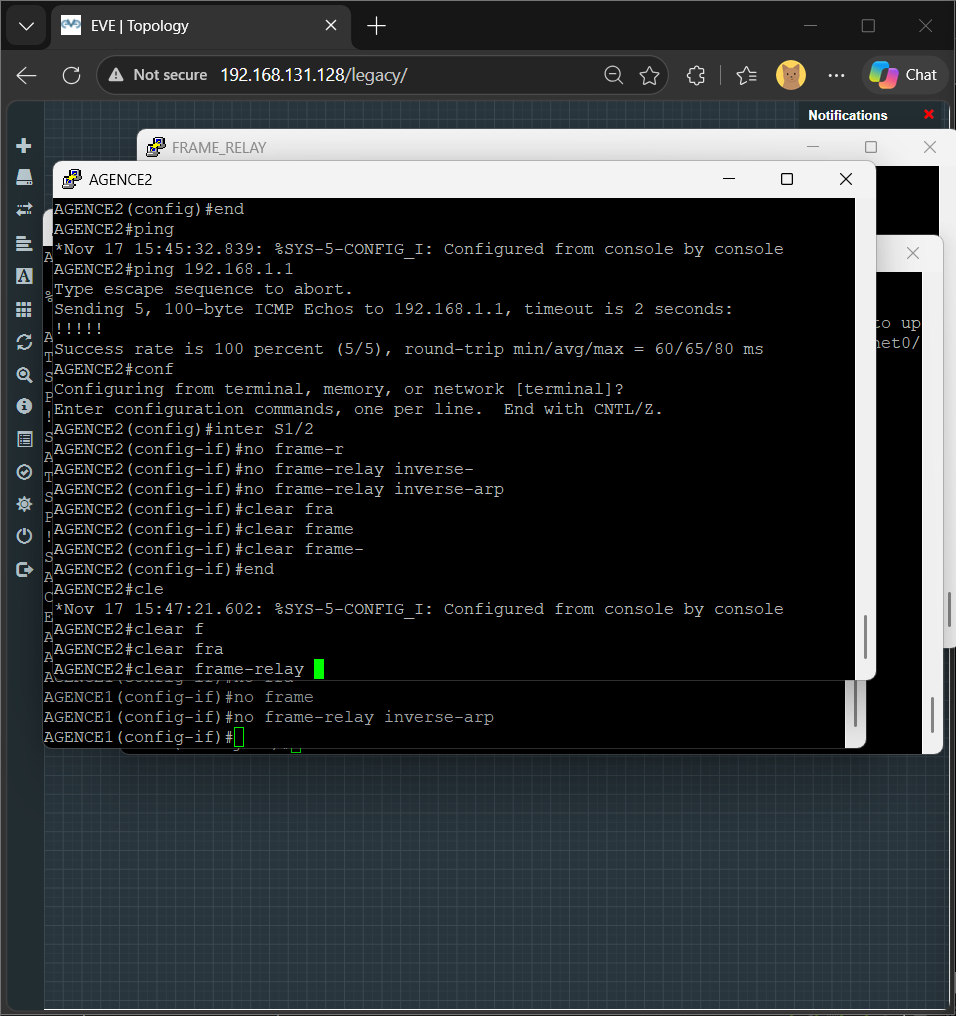 EVE | Topology
Not secure 192.168.131.128/legacy/
Chat
Notifications
FRAME_RELAY
AGENCE2
AGENCE2(config)#end
AGENCE2#ping
*Nov 17 15:45:32.839: %SYS-5-CONFIG_I: Configured from console by console
AGENCE2#ping 192.168.1.1
Type escape sequence to abort.
Sending 5, 100-byte ICMP Echos to 192.168.1.1, timeout is 2 seconds:
!!!!!
Success rate is 100 percent (5/5), round-trip min/avg/max = 60/65/80 ms
AGENCE2#conf
Configuring from terminal, memory, or network [terminal]?
Enter configuration commands, one per line.  End with CNTL/Z.
AGENCE2(config)#inter S1/2
AGENCE2(config-if)#no frame-r
AGENCE2(config-if)#no frame-relay inverse-
AGENCE2(config-if)#no frame-relay inverse-arp
AGENCE2(config-if)#clear fra
AGENCE2(config-if)#clear frame
AGENCE2(config-if)#clear frame-
AGENCE2(config-if)#end
AGENCE2#cle
*Nov 17 15:47:21.602: %SYS-5-CONFIG_I: Configured from console by console
AGENCE2#clear f
AGENCE2#clear fra
AGENCE2#clear frame-relay
to up
net0/
AGENCE1(config-if)#no frame
AGENCE1(config-if)#no frame-relay inverse-arp
AGENCE1(config-if)#